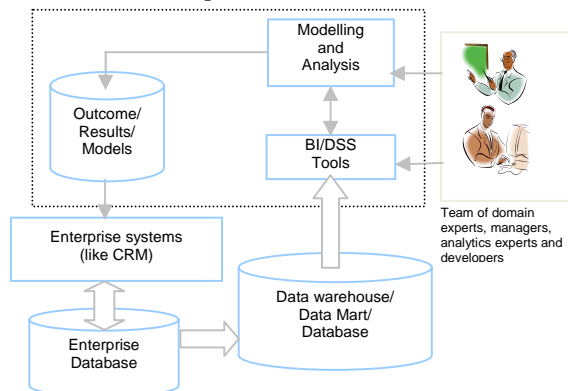 Modelling
and
Analysis
Outcome/
Results/
Models
BI/DSS
Tools
Team of domain
experts, managers,
analytics experts and
developers
Enterprise systems
(like CRM)
Data warehouse/
Data Mart/
Database
Enterprise
Database